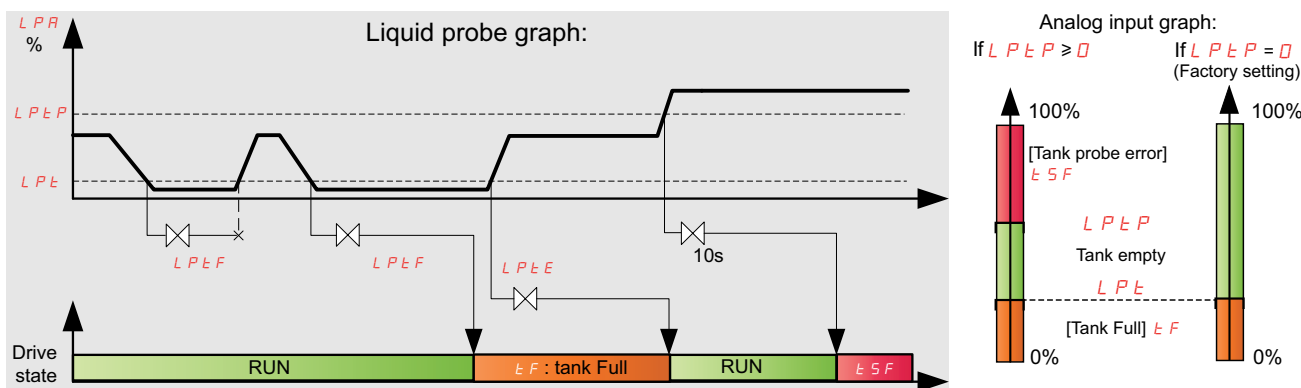 LPA
%
Liquid probe graph:
LPtP
LPt
LPtF
LPtF
LPtE
10s
Drive
state
RUN
tF : tank Full
RUN
tSF
Analog input graph:
If LPtP ≥ 0
If LPtP = 0
(Factory setting)
100%
100%
[Tank probe error]
tSF
LPtP
Tank empty
LPt
[Tank Full] tF
0%
0%